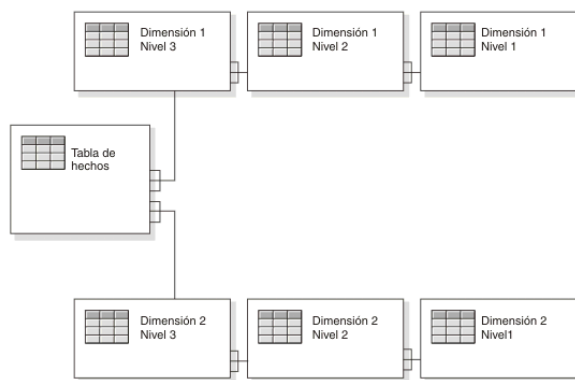 Dimensión 1
Nivel 3
Dimensión 1
Nivel 2
Dimensión 1
Nivel 1
Tabla de
hechos
Dimensión 2
Nivel 3
Dimensión 2
Nivel 2
Dimensión 2
Nivel1